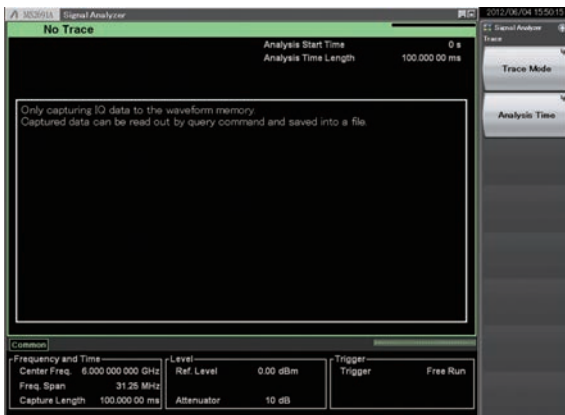 MS2691A Signal Analyzer
2012/06/04 15:50:15
No Trace
Analysis Start Time 0 s
Analysis Time Length 100.000 00 ms
Only capturing IQ data to the waveform memory.
Captured data can be read out by query command and saved into a file.
Signal Analyzer
Trace
Trace Mode
Analysis Time
Common
Frequency and Time
Center Freq. 6.000 000 000 GHz
Freq. Span 31.25 MHz
Capture Length 100.000 00 ms
Level
Ref. Level 0.00 dBm
Attenuator 10 dB
Trigger
Trigger Free Run